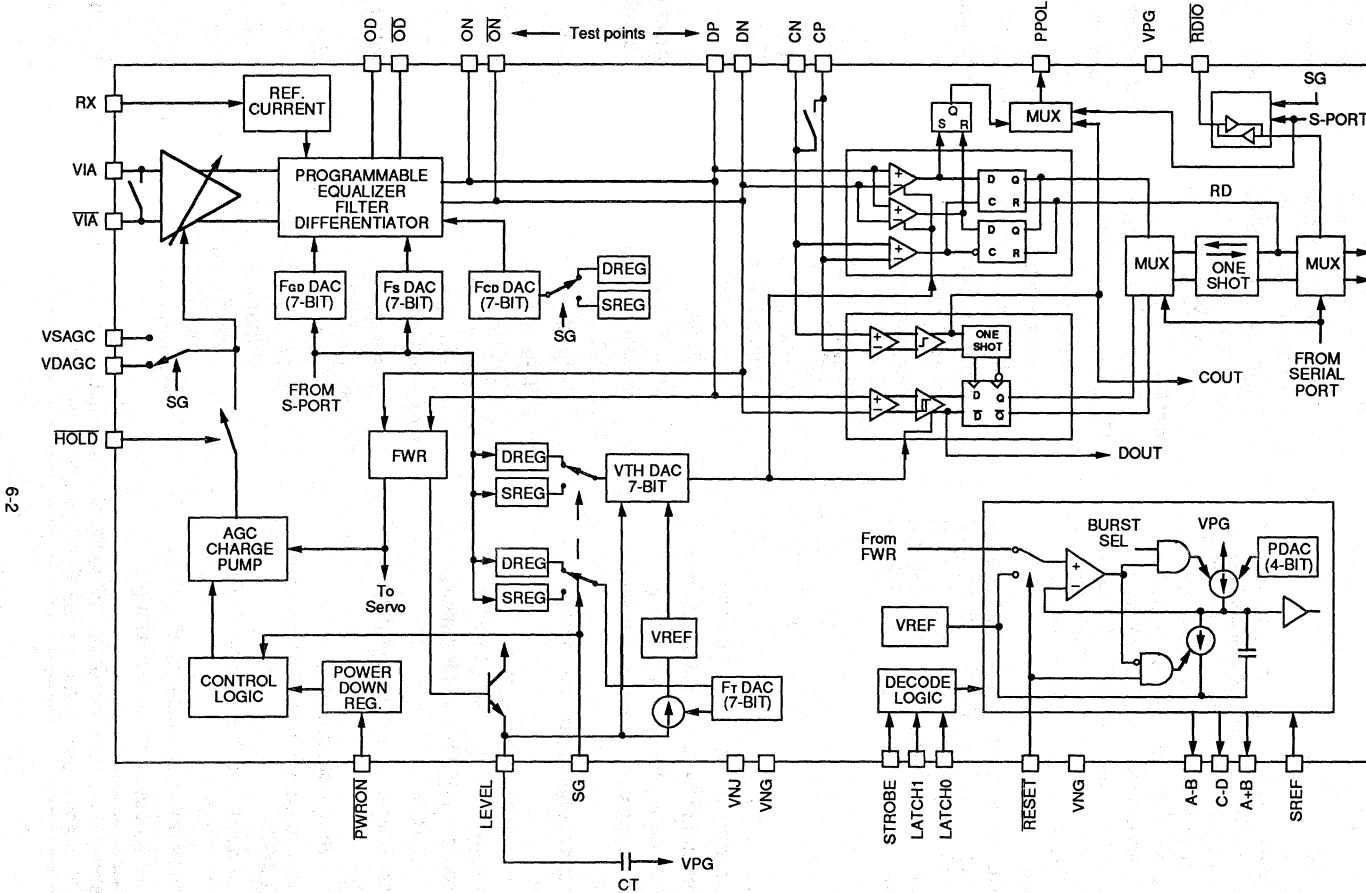 OD
OD
ON
ON
Test points
DP
DN
CN
CP
PPOL
VPG
RDIO
RX
REF.
CURRENT
Q
S R
MUX
SG
S-PORT
VIA
VIA
PROGRAMMABLE
EQUALIZER
FILTER
DIFFERENTIATOR
+
−
D Q
C R
RD
+
−
D Q
C R
+
−
MUX
ONE
SHOT
MUX
FGD DAC
(7-BIT)
FS DAC
(7-BIT)
FCD DAC
(7-BIT)
DREG
SREG
SG
VSAGC
VDAGC
SG
FROM
S-PORT
+
−
ONE
SHOT
FROM
SERIAL
PORT
COUT
+
−
D Q
D Q
HOLD
FWR
DREG
SREG
VTH DAC
7-BIT
DOUT
6-2
AGC
CHARGE
PUMP
To
Servo
DREG
SREG
From
FWR
BURST
SEL
VPG
PDAC
(4-BIT)
+
−
VREF
VREF
CONTROL
LOGIC
POWER
DOWN
REG.
FT DAC
(7-BIT)
DECODE
LOGIC
PWRON
LEVEL
SG
VNJ
VNG
STROBE
LATCH1
LATCH0
RESET
VNG
A-B
C-D
A+B
SREF
VPG
CT